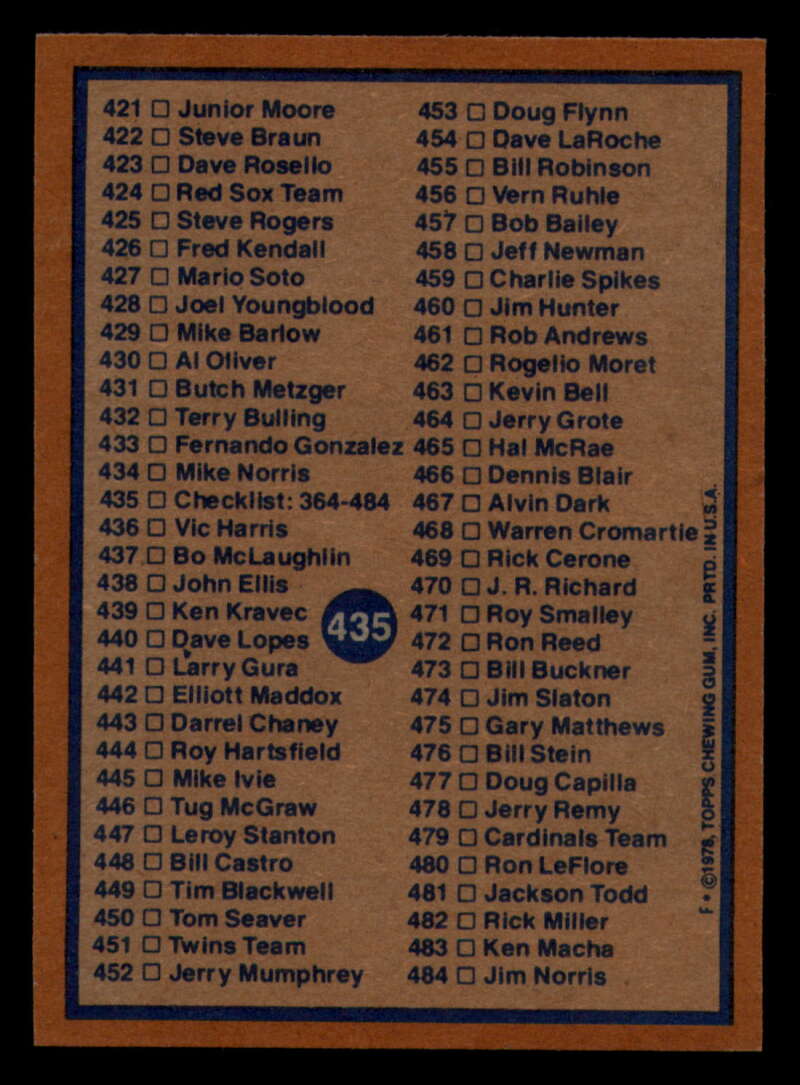 421 ☐ Junior Moore
422 ☐ Steve Braun
423 ☐ Dave Rosello
424 ☐ Red Sox Team
425 ☐ Steve Rogers
426 ☐ Fred Kendall
427 ☐ Mario Soto
428 ☐ Joel Youngblood
429 ☐ Mike Barlow
430 ☐ Al Oliver
431 ☐ Butch Metzger
432 ☐ Terry Bulling
433 ☐ Fernando Gonzalez
434 ☐ Mike Norris
435 ☐ Checklist: 364-484
436 ☐ Vic Harris
437 ☐ Bo McLaughlin
438 ☐ John Ellis
439 ☐ Ken Kravec
440 ☐ Dave Lopes
441 ☐ Larry Gura
442 ☐ Elliott Maddox
443 ☐ Darrel Chaney
444 ☐ Roy Hartsfield
445 ☐ Mike Ivie
446 ☐ Tug McGraw
447 ☐ Leroy Stanton
448 ☐ Bill Castro
449 ☐ Tim Blackwell
450 ☐ Tom Seaver
451 ☐ Twins Team
452 ☐ Jerry Mumphrey
435
453 ☐ Doug Flynn
454 ☐ Dave LaRoche
455 ☐ Bill Robinson
456 ☐ Vern Ruhle
457 ☐ Bob Bailey
458 ☐ Jeff Newman
459 ☐ Charlie Spikes
460 ☐ Jim Hunter
461 ☐ Rob Andrews
462 ☐ Rogelio Moret
463 ☐ Kevin Bell
464 ☐ Jerry Grote
465 ☐ Hal McRae
466 ☐ Dennis Blair
467 ☐ Alvin Dark
468 ☐ Warren Cromartie
469 ☐ Rick Cerone
470 ☐ J. R. Richard
471 ☐ Roy Smalley
472 ☐ Ron Reed
473 ☐ Bill Buckner
474 ☐ Jim Slaton
475 ☐ Gary Matthews
476 ☐ Bill Stein
477 ☐ Doug Capilla
478 ☐ Jerry Remy
479 ☐ Cardinals Team
480 ☐ Ron LeFlore
481 ☐ Jackson Todd
482 ☐ Rick Miller
483 ☐ Ken Macha
484 ☐ Jim Norris
F * ©1978, TOPPS CHEWING GUM, INC. PRTD. IN U.S.A.